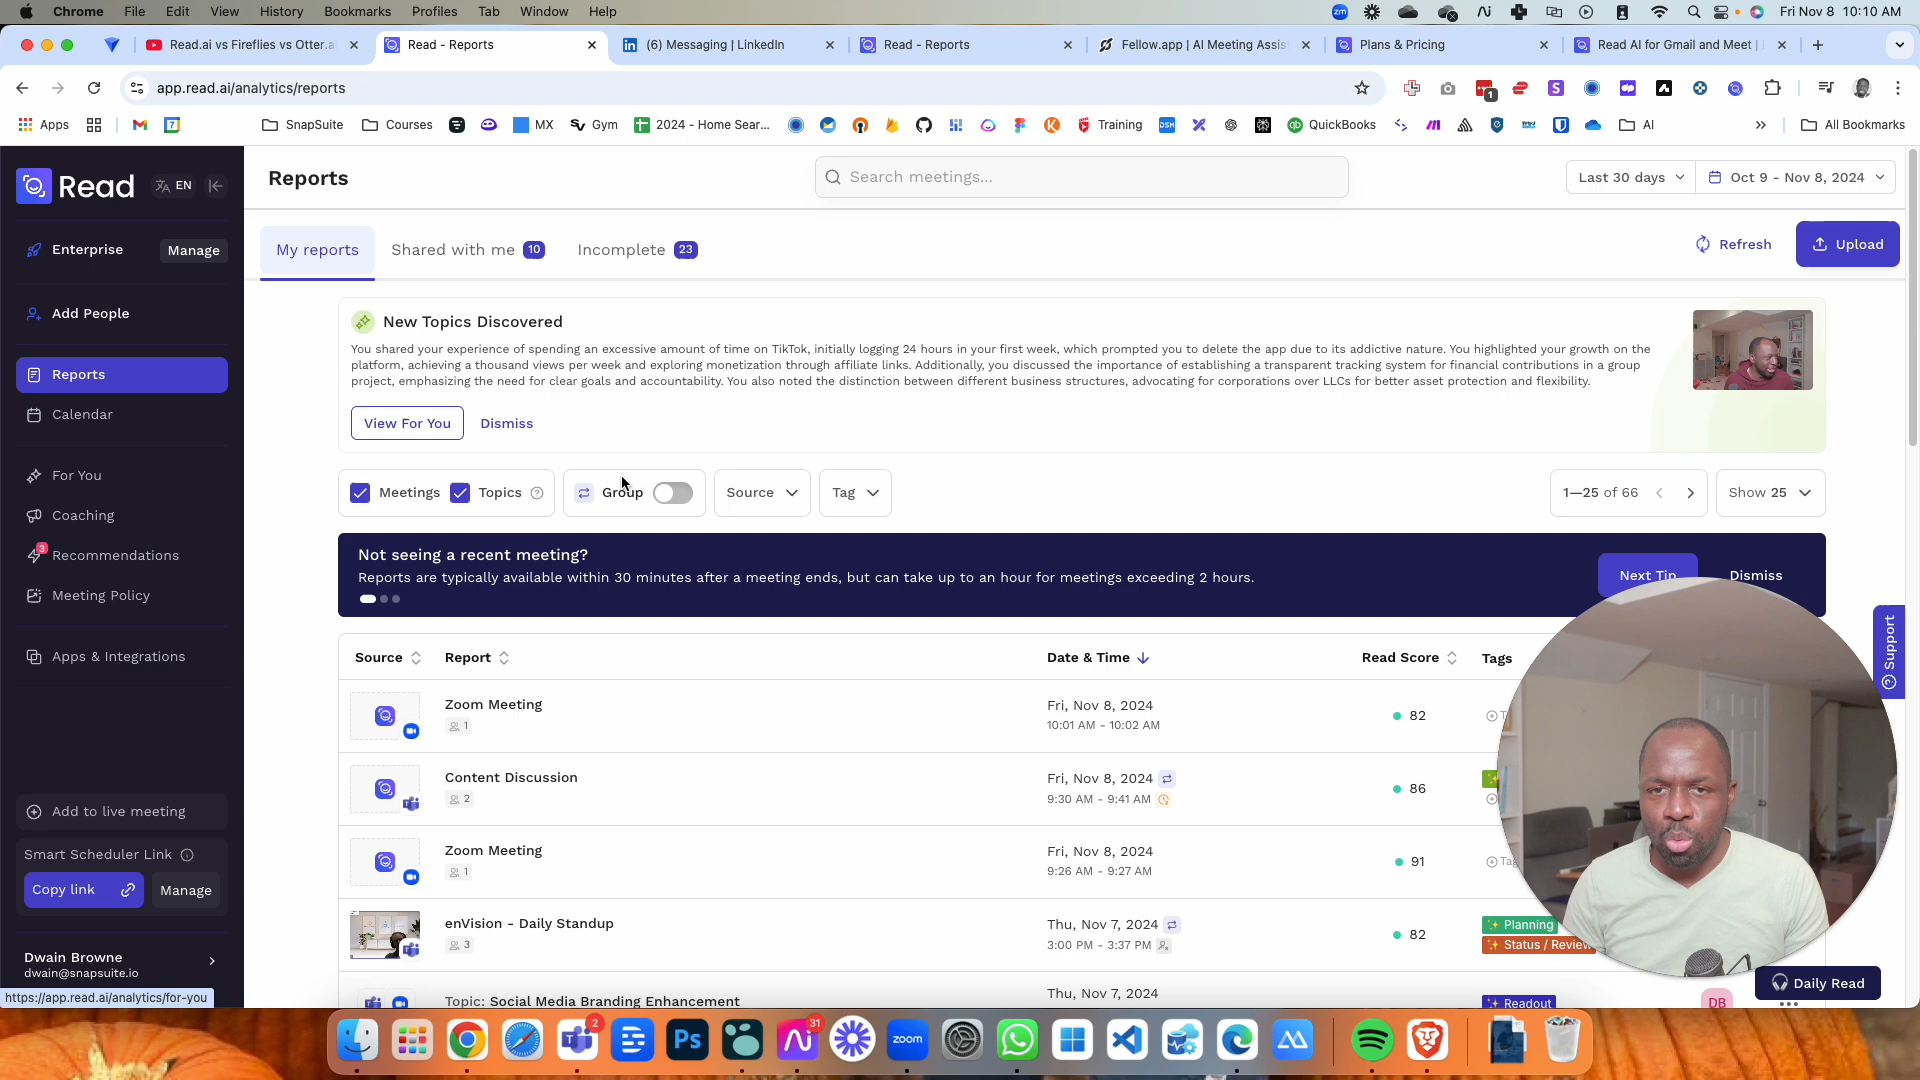 Chrome File Edit View History Bookmarks Profiles Tab Window Help
zm
Fri Nov 8 10:10 AM
Read.ai vs Fireflies vs Otter.a
Read - Reports
(6) Messaging | LinkedIn
Read - Reports
Fellow.app | AI Meeting Assis
Plans & Pricing
Read AI for Gmail and Meet |
app.read.ai/analytics/reports
1
Apps
SnapSuite
Courses
MX
Gym
2024 - Home Sear...
Training
DSM
QuickBooks
AI
All Bookmarks
Read
EN
Reports
Search meetings...
Last 30 days
Oct 9 - Nov 8, 2024
Enterprise
Manage
My reports
Shared with me 10
Incomplete 23
Refresh
Upload
Add People
Reports
Calendar
For You
Coaching
3
Recommendations
Meeting Policy
Apps & Integrations
New Topics Discovered
You shared your experience of spending an excessive amount of time on TikTok, initially logging 24 hours in your first week, which prompted you to delete the app due to its addictive nature. You highlighted your growth on the
platform, achieving a thousand views per week and exploring monetization through affiliate links. Additionally, you discussed the importance of establishing a transparent tracking system for financial contributions in a group
project, emphasizing the need for clear goals and accountability. You also noted the distinction between different business structures, advocating for corporations over LLCs for better asset protection and flexibility.
View For You
Dismiss
Meetings
Topics
Group
Source
Tag
1—25 of 66
Show 25
Not seeing a recent meeting?
Reports are typically available within 30 minutes after a meeting ends, but can take up to an hour for meetings exceeding 2 hours.
Next Tip
Dismiss
Support
Source
Report
Date & Time
Read Score
Tags
Zoom Meeting
1
Fri, Nov 8, 2024
10:01 AM - 10:02 AM
82
Content Discussion
2
Fri, Nov 8, 2024
9:30 AM - 9:41 AM
86
Zoom Meeting
1
Fri, Nov 8, 2024
9:26 AM - 9:27 AM
91
enVision - Daily Standup
3
Thu, Nov 7, 2024
3:00 PM - 3:37 PM
82
Planning
Status / Review
Topic: Social Media Branding Enhancement
Thu, Nov 7, 2024
Readout
DB
Add to live meeting
Smart Scheduler Link
Copy link
Manage
Dwain Browne
dwain@snapsuite.io
https://app.read.ai/analytics/for-you
Daily Read
2
Ps
31
zoom